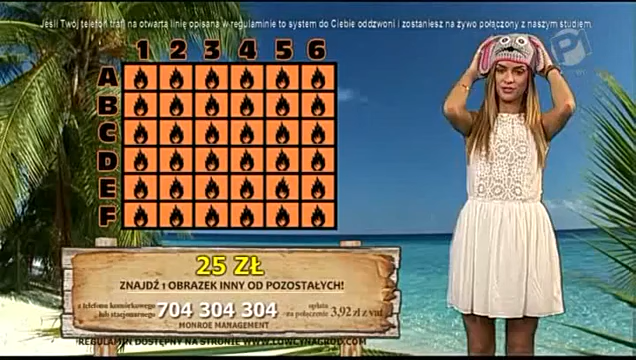 Jeśli Twój telefon trafi na otwartą linię opisaną w regulaminie to system do Ciebie oddzwoni i zostaniesz na żywo połączony z naszym studiem.
1 2 3 4 5 6
A
B
C
D
E
F
25 ZŁ
ZNAJDŹ 1 OBRAZEK INNY OD POZOSTAŁYCH!
z telefonu komórkowego lub stacjonarnego 704 304 304 opłata za połączenie 3,92 zł z vat
MONROE MANAGEMENT
REGULAMIN DOSTĘPNY NA STRONIE WWW.LOWCYNAGROD.COM